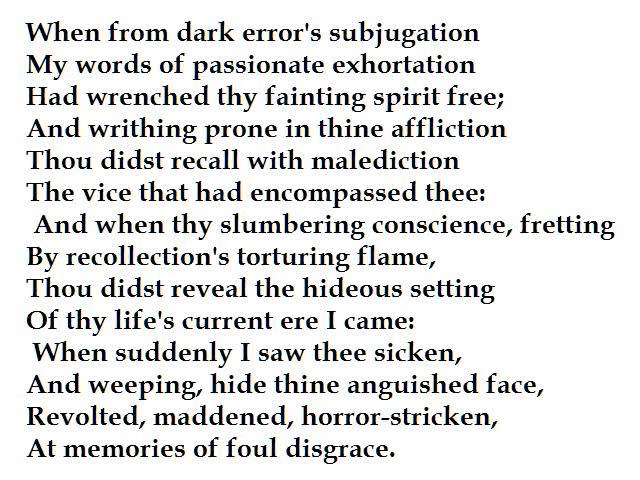 When from dark error's subjugation
My words of passionate exhortation
Had wrenched thy fainting spirit free;
And writhing prone in thine affliction
Thou didst recall with malediction
The vice that had encompassed thee:
And when thy slumbering conscience, fretting
By recollection's torturing flame,
Thou didst reveal the hideous setting
Of thy life's current ere I came:
When suddenly I saw thee sicken,
And weeping, hide thine anguished face,
Revolted, maddened, horror-stricken,
At memories of foul disgrace.